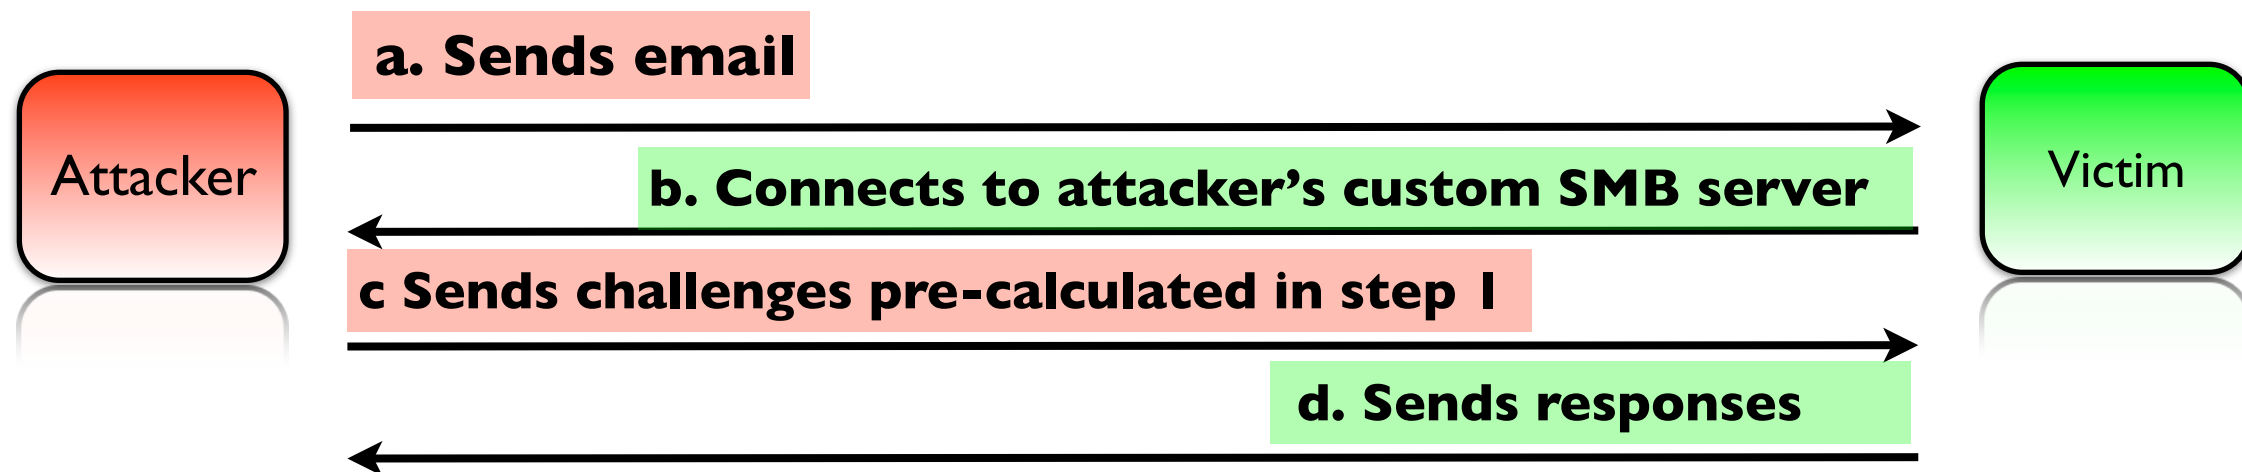 a. Sends email
Attacker
b. Connects to attacker’s custom SMB server
Victim
c Sends challenges pre-calculated in step 1
d. Sends responses